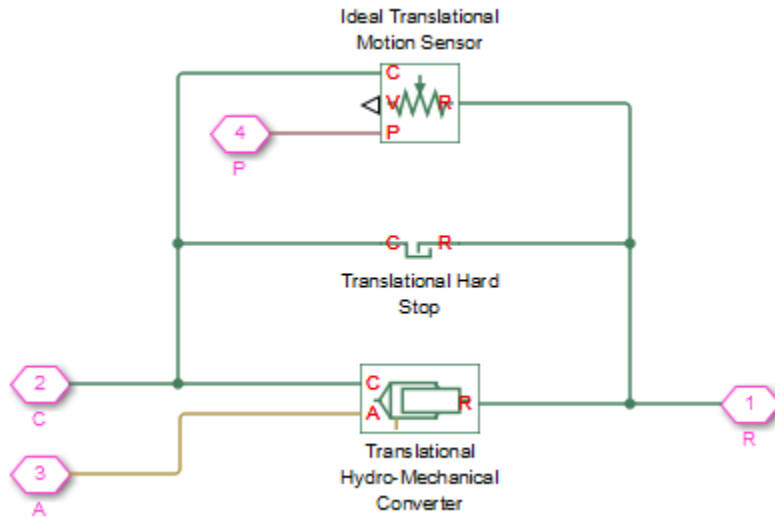 Ideal Translational
Motion Sensor
C
V
R
4
P
P
C
R
Translational Hard
Stop
2
C
C
R
1
A
C
R
3
A
Translational
Hydro-Mechanical
Converter